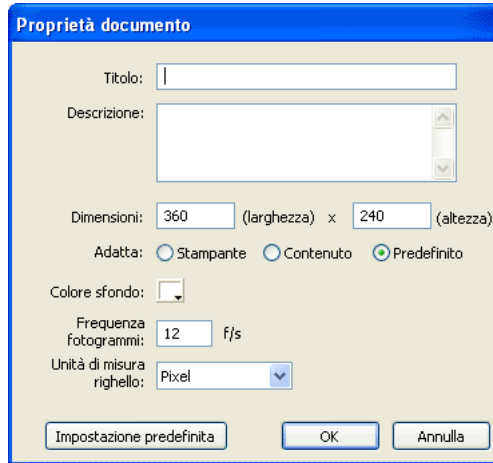 Proprietà documento
Titolo:
Descrizione:
Dimensioni: 360 (larghezza) x 240 (altezza)
Adatta: Stampante Contenuto Predefinito
Colore sfondo:
Frequenza
fotogrammi: 12 f/s
Unità di misura
righello: Pixel
Impostazione predefinita OK Annulla